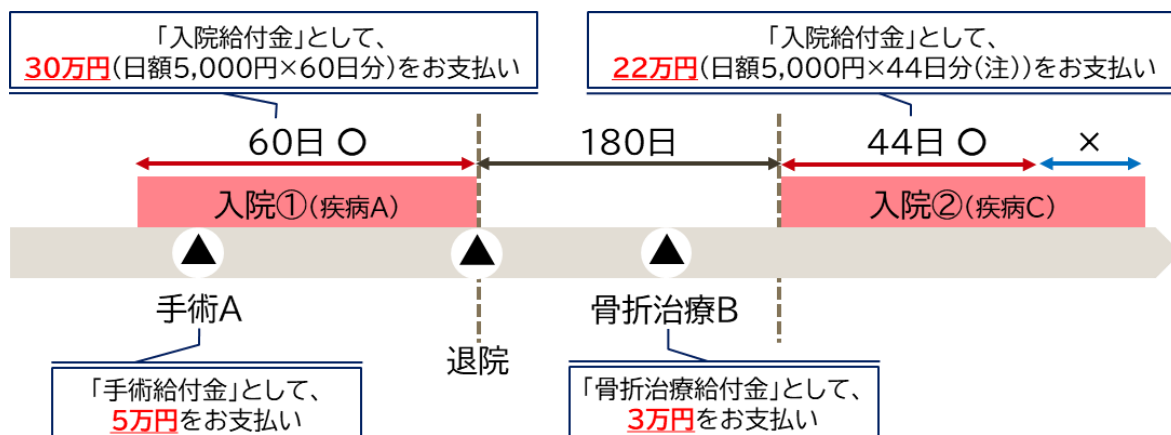 「入院給付金」として、
30万円(日額5,000円×60日分)をお支払い
「入院給付金」として、
22万円(日額5,000円×44日分(注))をお支払い
60日 ○
180日
44日 ○
×
入院①(疾病A)
入院②(疾病C)
手術A
退院
骨折治療B
「手術給付金」として、
5万円をお支払い
「骨折治療給付金」として、
3万円をお支払い